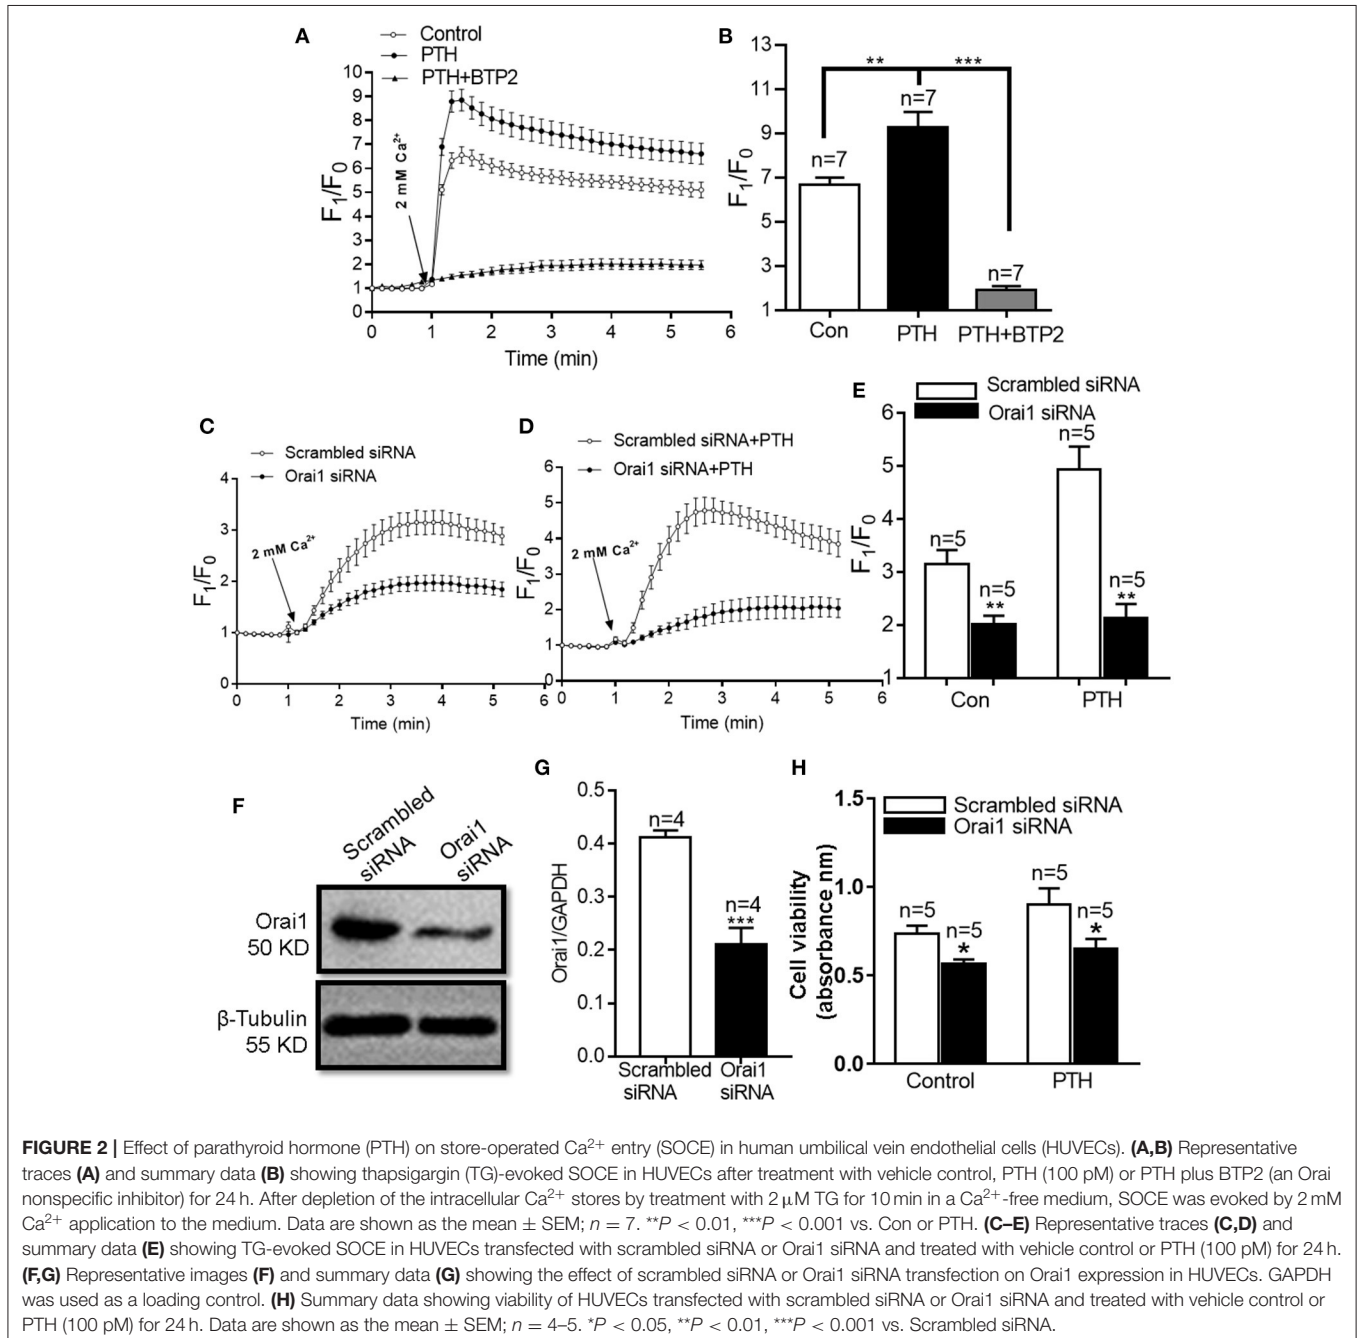 A
Control
PTH
PTH+BTP2
10
9
8
7
6
5
4
3
2
1
0
F1/F0
2 mM Ca2+
0 1 2 3 4 5 6
Time (min)
B
13
11
9
7
5
3
1
F1/F0
** ***
n=7
n=7
n=7
Con PTH PTH+BTP2
C
Scrambled siRNA
Orai1 siRNA
4
3
2
1
0
F1/F0
2 mM Ca2+
0 1 2 3 4 5 6
Time (min)
D
Scrambled siRNA+PTH
Orai1 siRNA+PTH
6
5
4
3
2
1
0
F1/F0
2 mM Ca2+
0 1 2 3 4 5 6
Time (min)
E
Scrambled siRNA
Orai1 siRNA
6
5
4
3
2
1
F1/F0
n=5
n=5
n=5
**
n=5
**
Con PTH
F
Scrambled siRNA
Orai1 siRNA
Orai1
50 KD
β-Tubulin
55 KD
G
0.5
0.4
0.3
0.2
0.1
0.0
Orai1/GAPDH
n=4
n=4
***
Scrambled siRNA
Orai1 siRNA
H
Scrambled siRNA
Orai1 siRNA
1.5
1.0
0.5
0.0
Cell viability
(absorbance nm)
n=5
n=5
*
n=5
n=5
*
Control PTH
FIGURE 2 | Effect of parathyroid hormone (PTH) on store-operated Ca2+ entry (SOCE) in human umbilical vein endothelial cells (HUVECs). (A,B) Representative
traces (A) and summary data (B) showing thapsigargin (TG)-evoked SOCE in HUVECs after treatment with vehicle control, PTH (100 pM) or PTH plus BTP2 (an Orai
nonspecific inhibitor) for 24 h. After depletion of the intracellular Ca2+ stores by treatment with 2 μM TG for 10 min in a Ca2+-free medium, SOCE was evoked by 2 mM
Ca2+ application to the medium. Data are shown as the mean ± SEM; n = 7. **P < 0.01, ***P < 0.001 vs. Con or PTH. (C–E) Representative traces (C,D) and
summary data (E) showing TG-evoked SOCE in HUVECs transfected with scrambled siRNA or Orai1 siRNA and treated with vehicle control or PTH (100 pM) for 24 h.
(F,G) Representative images (F) and summary data (G) showing the effect of scrambled siRNA or Orai1 siRNA transfection on Orai1 expression in HUVECs. GAPDH
was used as a loading control. (H) Summary data showing viability of HUVECs transfected with scrambled siRNA or Orai1 siRNA and treated with vehicle control or
PTH (100 pM) for 24 h. Data are shown as the mean ± SEM; n = 4–5. *P < 0.05, **P < 0.01, ***P < 0.001 vs. Scrambled siRNA.